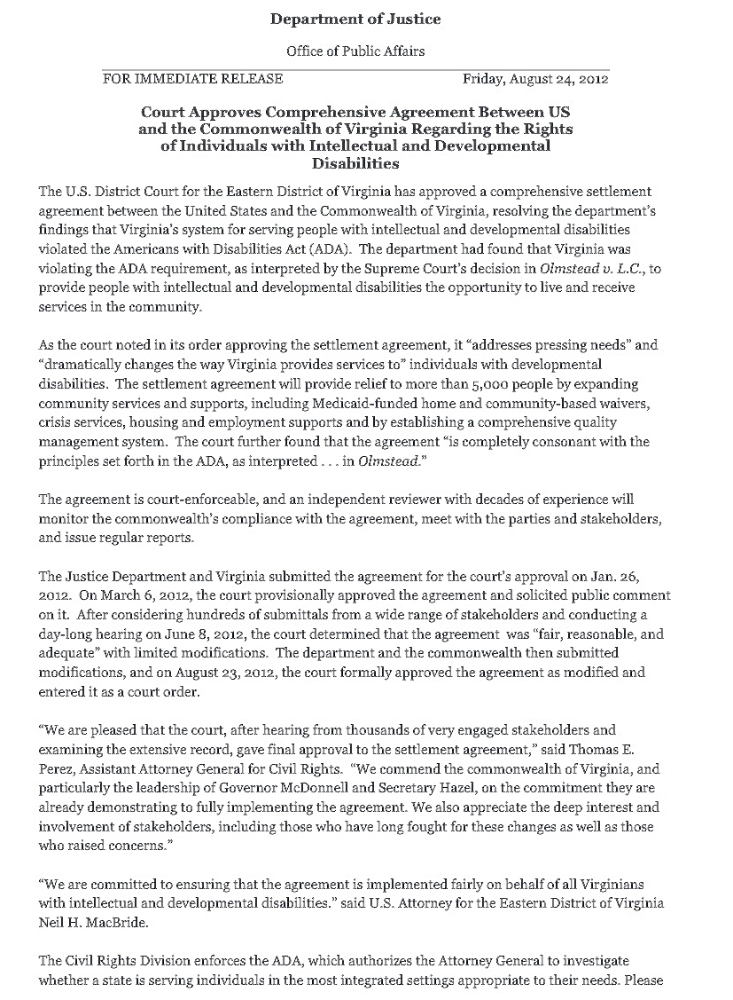 Department of Justice
Office of Public Affairs
FOR IMMEDIATE RELEASE Friday, August 24, 2012
Court Approves Comprehensive Agreement Between US
and the Commonwealth of Virginia Regarding the Rights
of Individuals with Intellectual and Developmental
Disabilities
The U.S. District Court for the Eastern District of Virginia has approved a comprehensive settlement
agreement between the United States and the Commonwealth of Virginia, resolving the department’s
findings that Virginia’s system for serving people with intellectual and developmental disabilities
violated the Americans with Disabilities Act (ADA).  The department had found that Virginia was
violating the ADA requirement, as interpreted by the Supreme Court’s decision in Olmstead v. L.C., to
provide people with intellectual and developmental disabilities the opportunity to live and receive
services in the community.
As the court noted in its order approving the settlement agreement, it “addresses pressing needs” and
“dramatically changes the way Virginia provides services to” individuals with developmental
disabilities.  The settlement agreement will provide relief to more than 5,000 people by expanding
community services and supports, including Medicaid-funded home and community-based waivers,
crisis services, housing and employment supports and by establishing a comprehensive quality
management system.  The court further found that the agreement “is completely consonant with the
principles set forth in the ADA, as interpreted . . . in Olmstead.”
The agreement is court-enforceable, and an independent reviewer with decades of experience will
monitor the commonwealth’s compliance with the agreement, meet with the parties and stakeholders,
and issue regular reports.
The Justice Department and Virginia submitted the agreement for the court’s approval on Jan. 26,
2012.  On March 6, 2012, the court provisionally approved the agreement and solicited public comment
on it.  After considering hundreds of submittals from a wide range of stakeholders and conducting a
day-long hearing on June 8, 2012, the court determined that the agreement  was “fair, reasonable, and
adequate” with limited modifications.  The department and the commonwealth then submitted
modifications, and on August 23, 2012, the court formally approved the agreement as modified and
entered it as a court order.
“We are pleased that the court, after hearing from thousands of very engaged stakeholders and
examining the extensive record, gave final approval to the settlement agreement,” said Thomas E.
Perez, Assistant Attorney General for Civil Rights.  “We commend the commonwealth of Virginia, and
particularly the leadership of Governor McDonnell and Secretary Hazel, on the commitment they are
already demonstrating to fully implementing the agreement. We also appreciate the deep interest and
involvement of stakeholders, including those who have long fought for these changes as well as those
who raised concerns.”
“We are committed to ensuring that the agreement is implemented fairly on behalf of all Virginians
with intellectual and developmental disabilities.” said U.S. Attorney for the Eastern District of Virginia
Neil H. MacBride.
The Civil Rights Division enforces the ADA, which authorizes the Attorney General to investigate
whether a state is serving individuals in the most integrated settings appropriate to their needs. Please